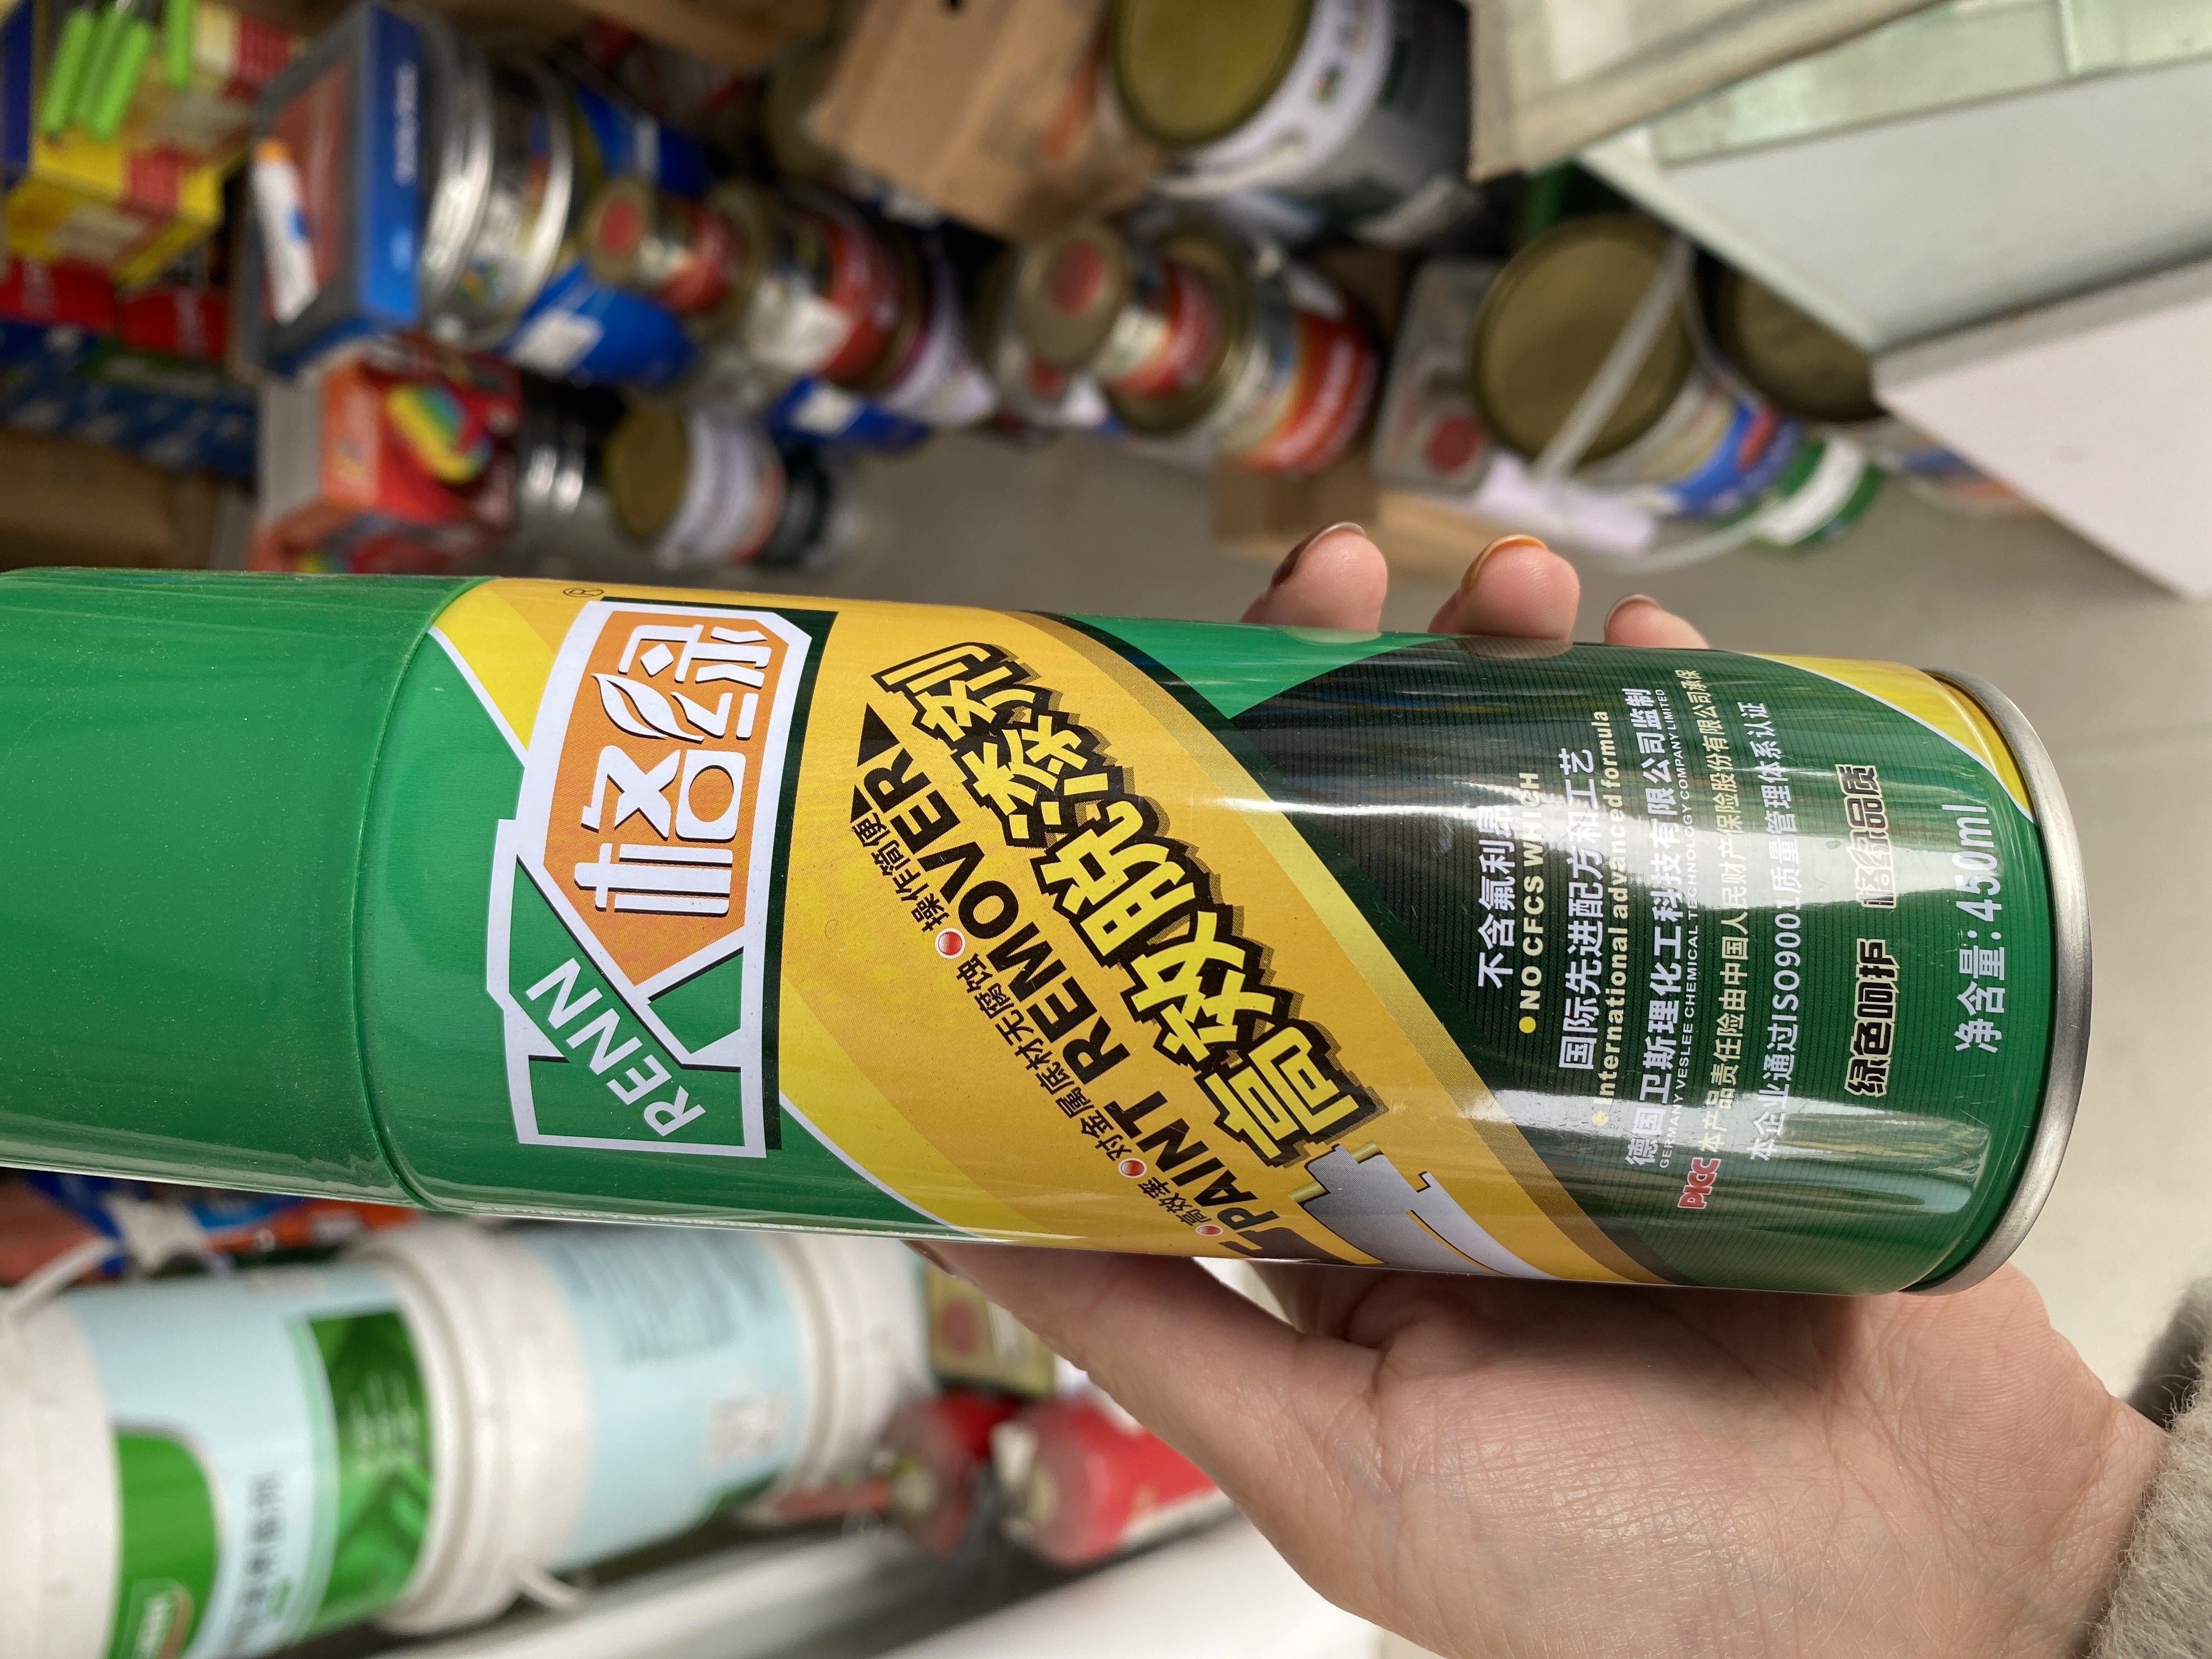 格绿®
RENN
高效脱漆剂
PAINT REMOVER
●高效率 ●对金属底材无腐蚀 ●操作简便
不含氟利昂
●NO CFCS WHICH
国际先进配方和工艺
●International advanced formula
德国卫斯理化工科技有限公司监制
GERMANY VESLEE CHEMICAL TECHNOLOGY COMPANY LIMITED
PICC 本产品责任险由中国人民财产保险股份有限公司承保
本企业通过ISO9001质量管理体系认证
绿色呵护 格绿品质
净含量:450ml